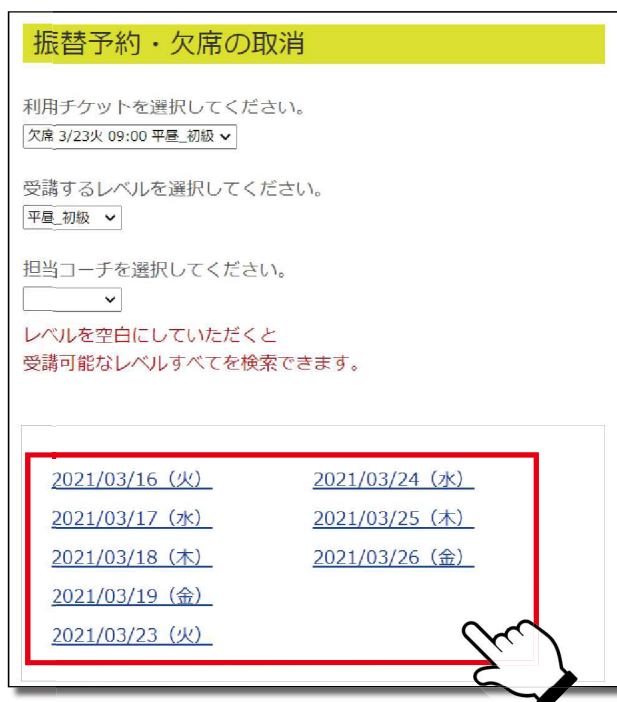 振替予約・欠席の取消
利用チケットを選択してください。
欠席 3/23火 09:00 平昼_初級
受講するレベルを選択してください。
平昼_初級
担当コーチを選択してください。
レベルを空白にしていただくと
受講可能なレベルすべてを検索できます。
2021/03/16（火）
2021/03/17（水）
2021/03/18（木）
2021/03/19（金）
2021/03/23（火）
2021/03/24（水）
2021/03/25（木）
2021/03/26（金）